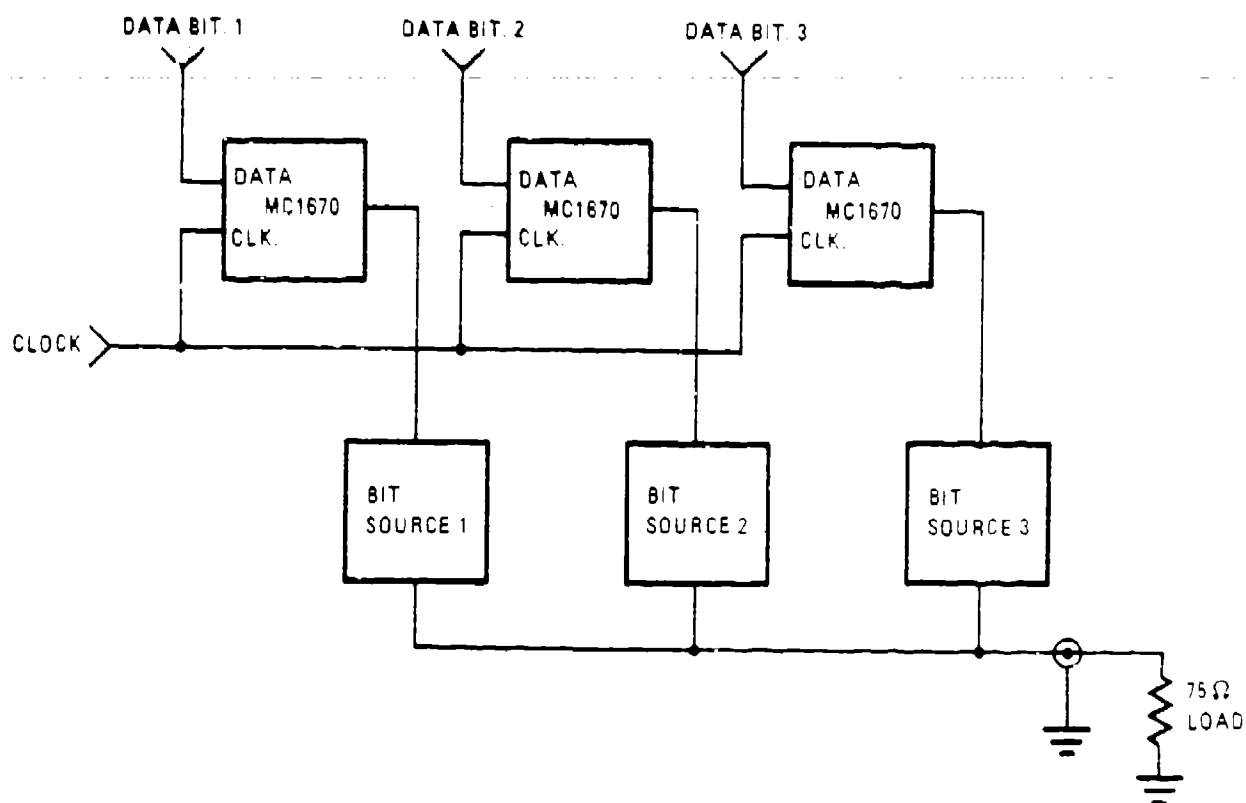 DATA BIT. 1
DATA BIT. 2
DATA BIT. 3
DATA
MC1670
CLK.
DATA
MC1670
CLK.
DATA
MC1670
CLK.
CLOCK
BIT
SOURCE 1
BIT
SOURCE 2
BIT
SOURCE 3
75Ω
LOAD